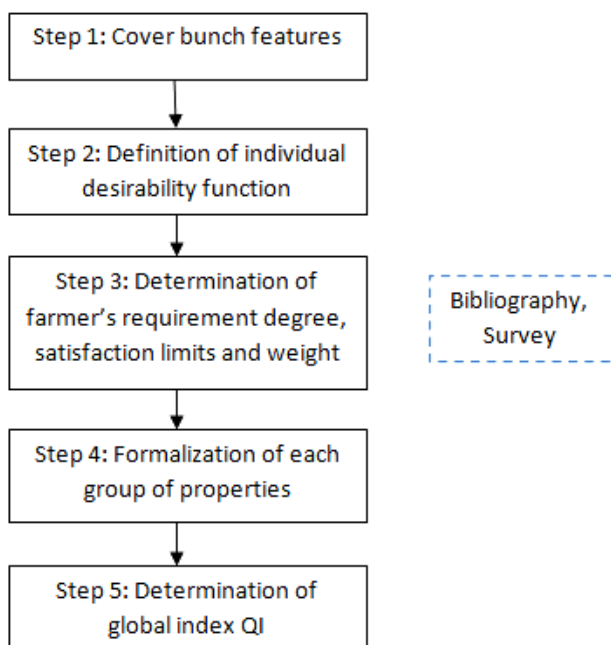 Step 1: Cover bunch features
Step 2: Definition of individual
desirability function
Step 3: Determination of
farmer's requirement degree,
satisfaction limits and weight
Bibliography,
Survey
Step 4: Formalization of each
group of properties
Step 5: Determination of
global index QI